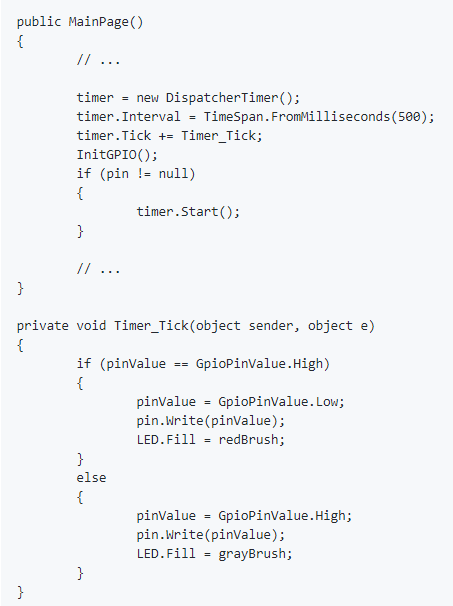 public MainPage()
{
        // ...

        timer = new DispatcherTimer();
        timer.Interval = TimeSpan.FromMilliseconds(500);
        timer.Tick += Timer_Tick;
        InitGPIO();
        if (pin != null)
        {
                timer.Start();
        }

        // ...
}

private void Timer_Tick(object sender, object e)
{
        if (pinValue == GpioPinValue.High)
        {
                pinValue = GpioPinValue.Low;
                pin.Write(pinValue);
                LED.Fill = redBrush;
        }
        else
        {
                pinValue = GpioPinValue.High;
                pin.Write(pinValue);
                LED.Fill = grayBrush;
        }
}